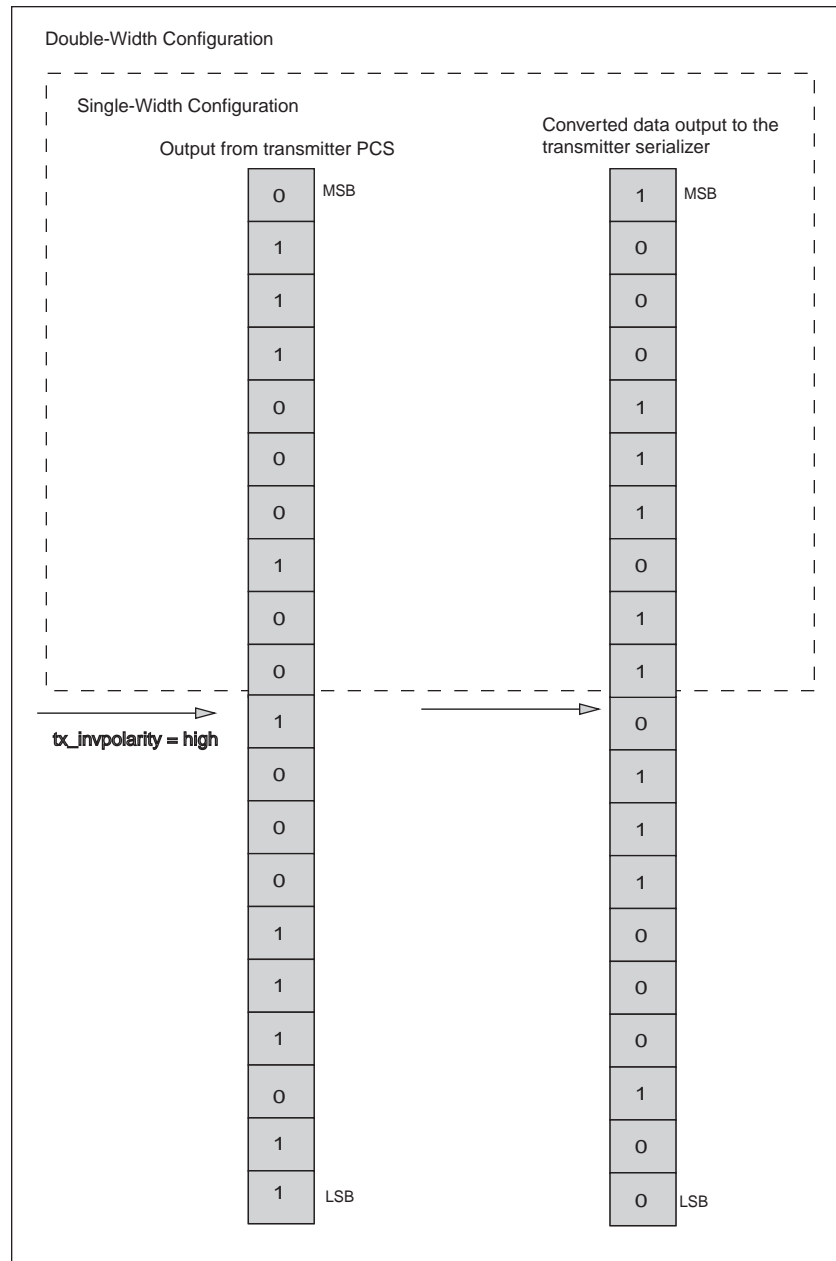 Double-Width Configuration
Single-Width Configuration
Output from transmitter PCS
Converted data output to the
transmitter serializer
0 MSB 1 MSB
1 0
1 0
1 0
0 1
0 1
0 1
1 0
0 1
0 1
1 0
tx_invpolarity = high
0 1
0 1
0 1
1 0
1 0
1 0
0 1
1 0
1 LSB 0 LSB